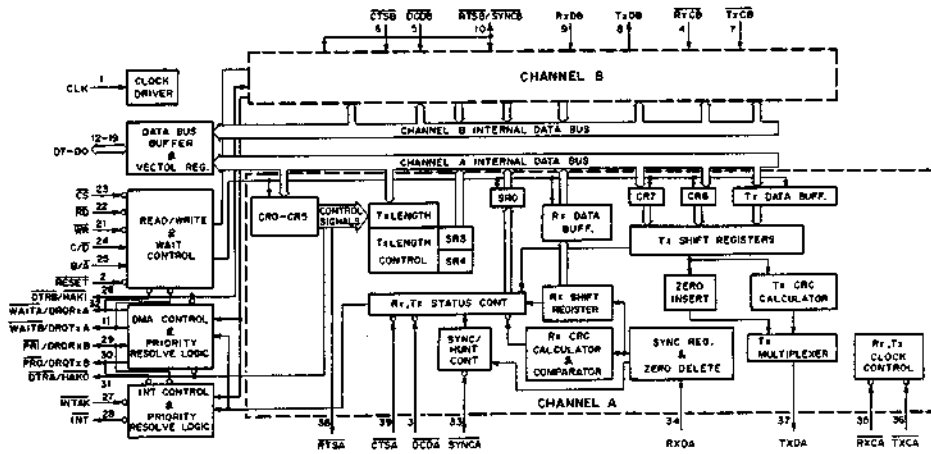 CTSB DCDB RTSB/SYNCB RxDB TxDB RxCB TxCB
6 5 10 9 8 4 7
CHANNEL B
1
CLK
CLOCK
DRIVER
12-19
D7-D0
DATA BUS
BUFFER
&
VECTOL REG.
CHANNEL B INTERNAL DATA BUS
CHANNEL A INTERNAL DATA BUS
23
CS
22
RD
21
WR
24
C/D
25
B/A
2
RESET
READ/WRITE
&
WAIT
CONTROL
CR0-CR5
CONTROL
SIGNALS
Tx LENGTH
Tx LENGTH
CONTROL
SR3
SR4
SR0
Rx DATA
BUFF.
CR7
CR6
Tx DATA BUFF.
Tx SHIFT REGISTERS
ZERO
INSERT
Tx CRC
CALCULATOR
26
DTRB/HAKI
32
WAITA/DRQRxA
11
WAITB/DRQTxA
29
PRI/DRQRxB
30
PRO/DRQTxB
DTRA/HAKO
31
DMA CONTROL
&
PRIORITY
RESOLVE LOGIC
Rx,Tx STATUS CONT
Rx SHIFT
REGISTER
SYNC/
HUNT
CONT
Rx CRC
CALCULATOR
&
COMPARATOR
SYNC REG.
&
ZERO DELETE
Tx
MULTIPLEXER
Rx,Tx
CLOCK
CONTROL
27
INTAK
28
INT
INT CONTROL
&
PRIORITY
RESOLVE LOGIC
CHANNEL A
38 39 3 33 34 37 35 36
RTSA CTSA DCDA SYNCA RXDA TXDA RXCA TXCA